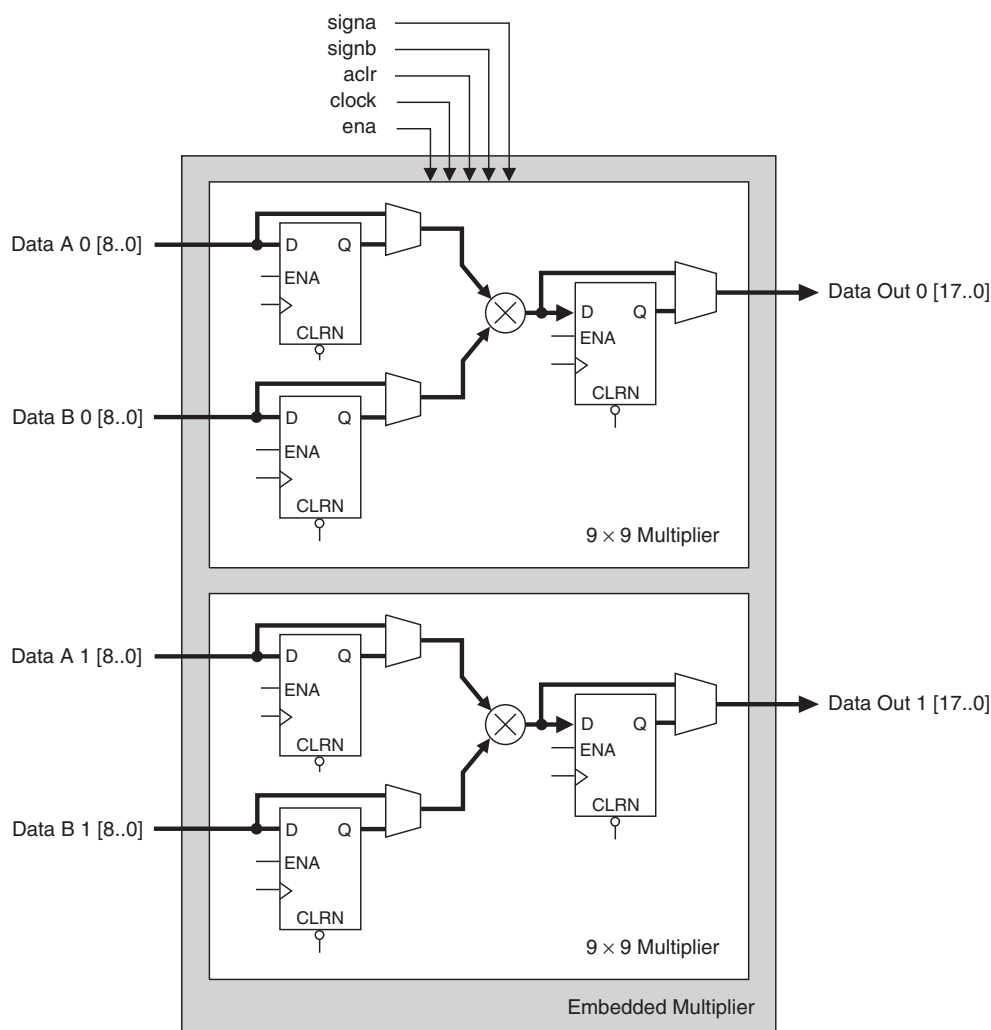 signa
signb
aclr
clock
ena
Data A 0 [8..0]
D Q
ENA
CLRN
Data Out 0 [17..0]
D Q
ENA
CLRN
Data B 0 [8..0]
D Q
ENA
CLRN
9 × 9 Multiplier
Data A 1 [8..0]
D Q
ENA
CLRN
Data Out 1 [17..0]
D Q
ENA
CLRN
Data B 1 [8..0]
D Q
ENA
CLRN
9 × 9 Multiplier
Embedded Multiplier